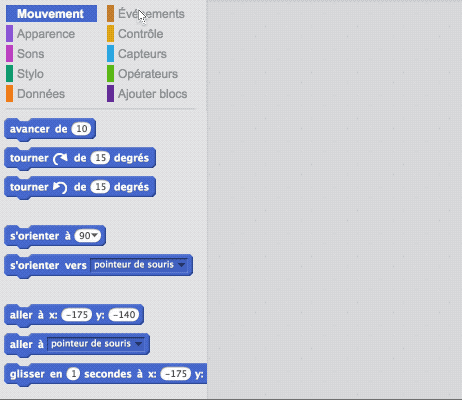 Mouvement Événements
Apparence Contrôle
Sons Capteurs
Stylo Opérateurs
Données Ajouter blocs
avancer de 10
tourner de 15 degrés
tourner de 15 degrés
s'orienter à 90
s'orienter vers pointeur de souris
aller à x: -175 y: -140
aller à pointeur de souris
glisser en 1 secondes à x: -175 y: